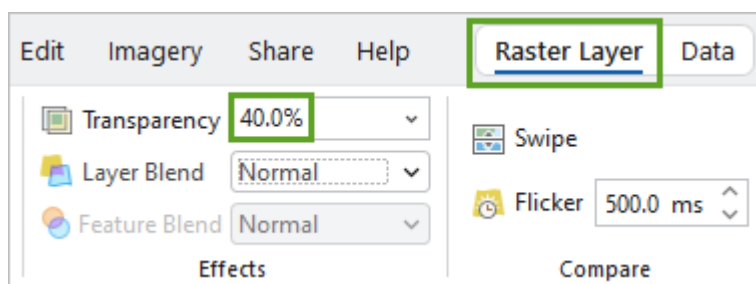 Edit Imagery Share Help Raster Layer Data
Transparency 40.0%
Layer Blend Normal
Feature Blend Normal
Effects
Swipe
Flicker 500.0 ms
Compare